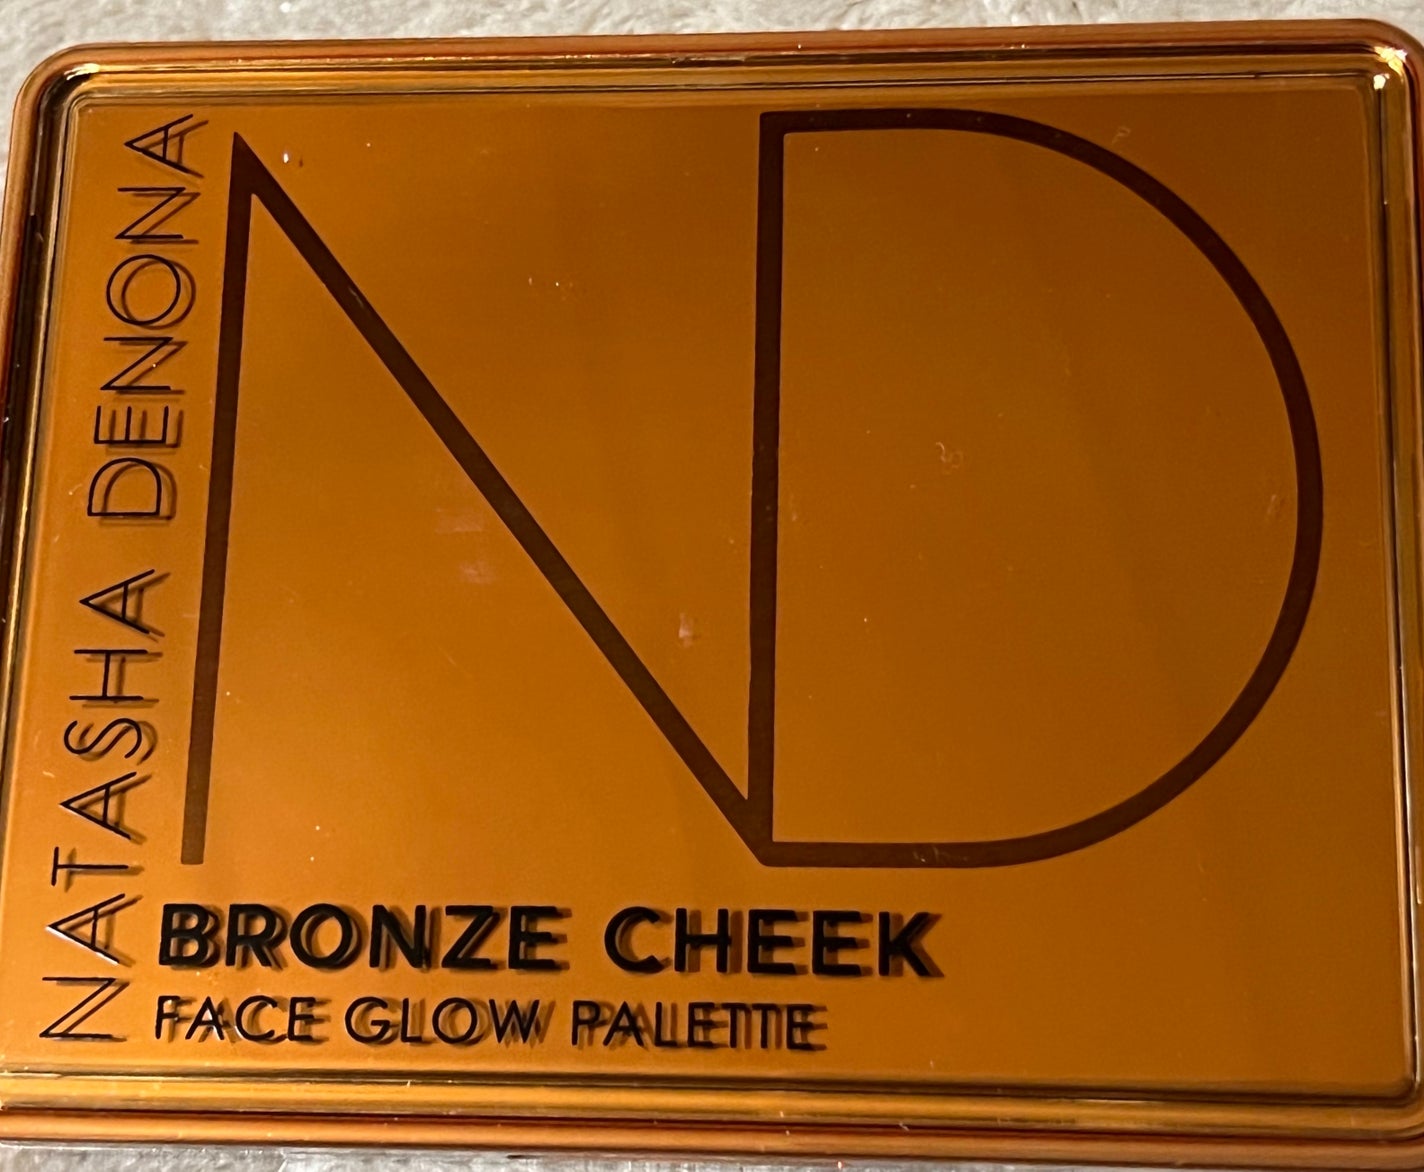 NATASHA DENONA
ND
BRONZE CHEEK
FACE GLOW PALETTE